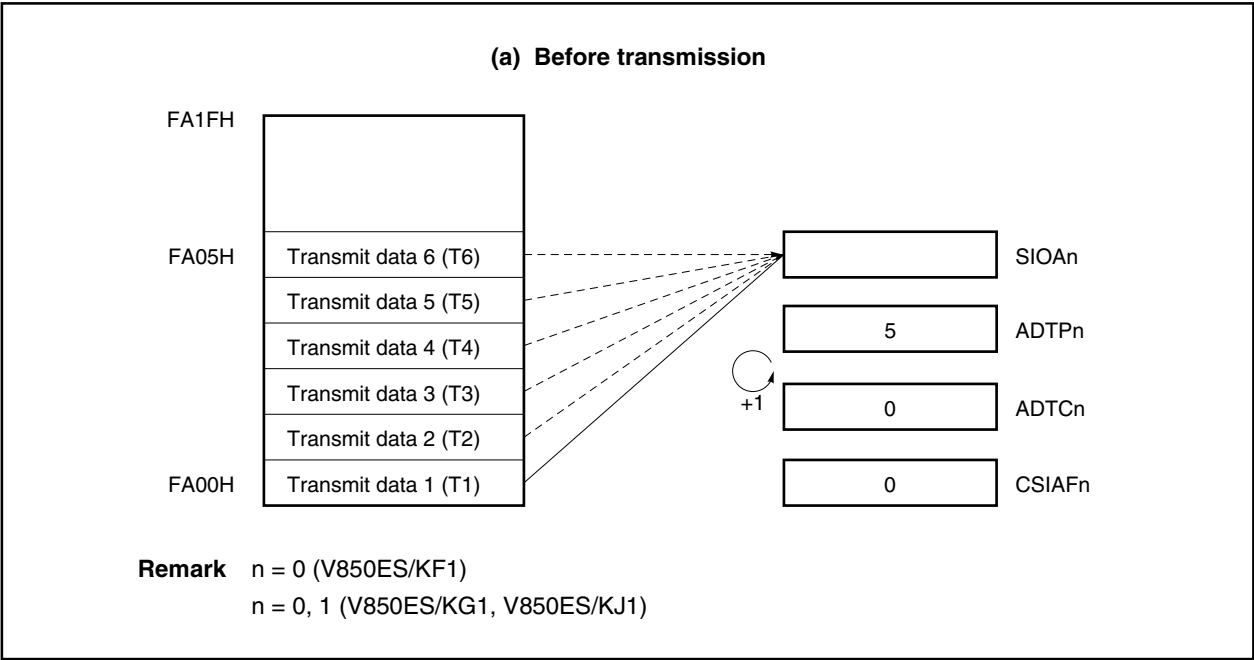 (a) Before transmission
FA1FH
FA05H Transmit data 6 (T6) SIOAn
Transmit data 5 (T5) 5 ADTPn
Transmit data 4 (T4)
Transmit data 3 (T3) +1 0 ADTCn
Transmit data 2 (T2)
FA00H Transmit data 1 (T1) 0 CSIAFn
Remark n = 0 (V850ES/KF1)
n = 0, 1 (V850ES/KG1, V850ES/KJ1)